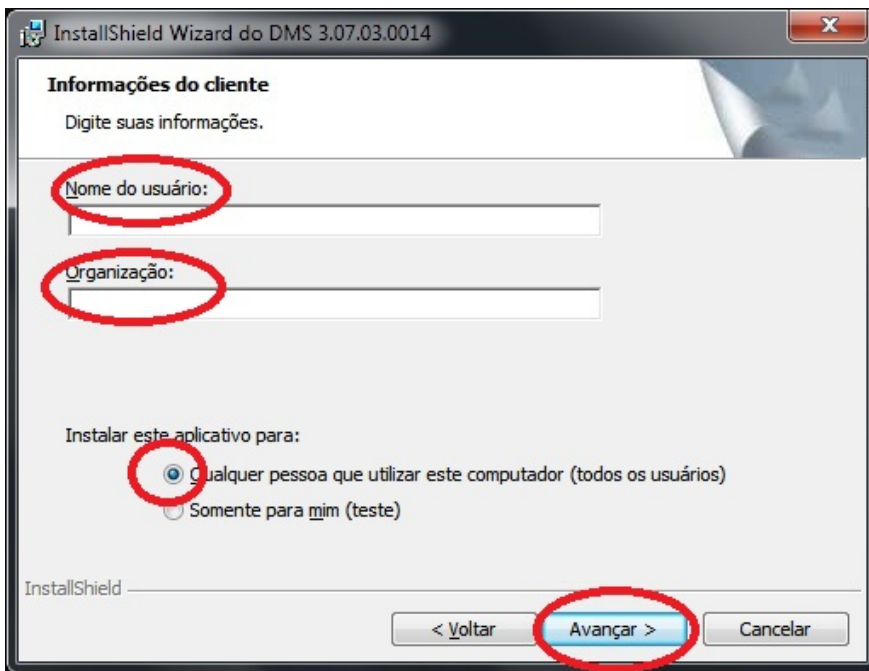 InstallShield Wizard do DMS 3.07.03.0014
Informações do cliente
Digite suas informações.
Nome do usuário:
Organização:
Instalar este aplicativo para:
Qualquer pessoa que utilizar este computador (todos os usuários)
Somente para mim (teste)
InstallShield
< Voltar Avançar > Cancelar